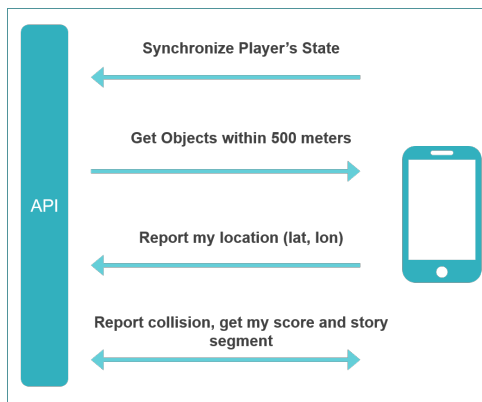 Synchronize Player's State
Get Objects within 500 meters
API
Report my location (lat, lon)
Report collision, get my score and story
segment